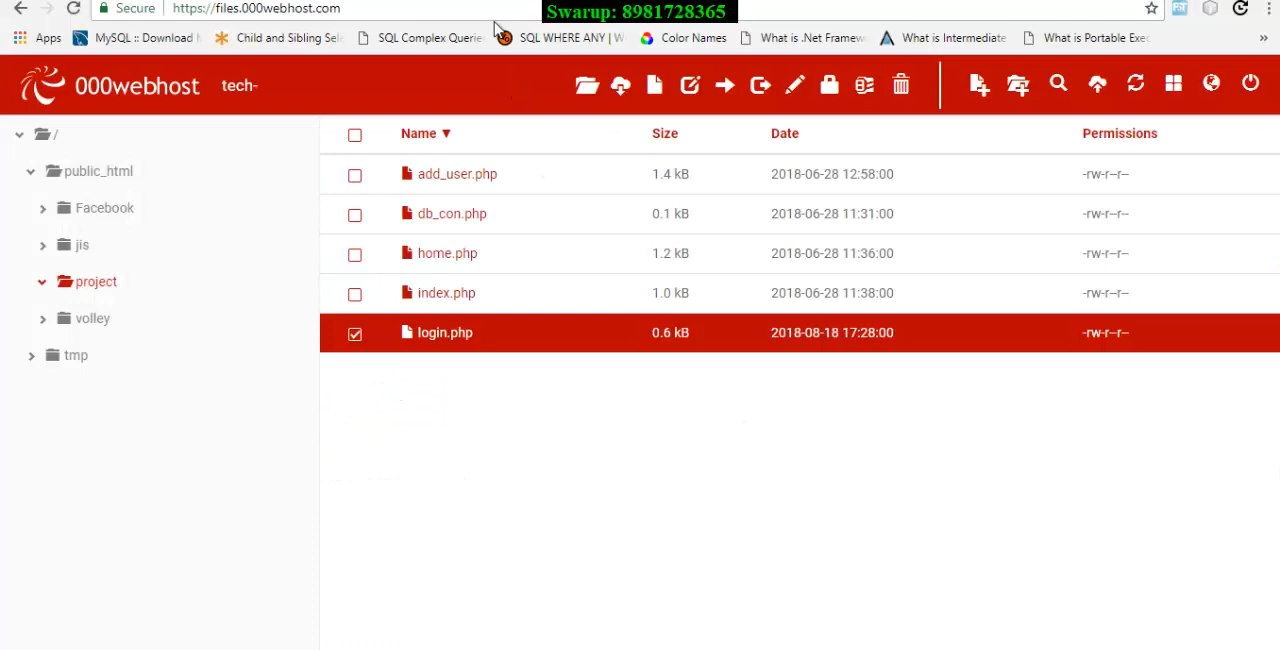 Secure
https://files.000webhost.com
Swarup: 8981728365
Apps
MySQL :: Download
Child and Sibling Sel
SQL Complex Querie
SQL WHERE ANY | W
Color Names
What is .Net Framew
What is Intermediate
What is Portable Exec
»
000webhost
tech-
/
public_html
Facebook
jis
project
volley
tmp
Name ▼ Size Date Permissions
add_user.php 1.4 kB 2018-06-28 12:58:00 -rw-r--r--
db_con.php 0.1 kB 2018-06-28 11:31:00 -rw-r--r--
home.php 1.2 kB 2018-06-28 11:36:00 -rw-r--r--
index.php 1.0 kB 2018-06-28 11:38:00 -rw-r--r--
login.php 0.6 kB 2018-08-18 17:28:00 -rw-r--r--